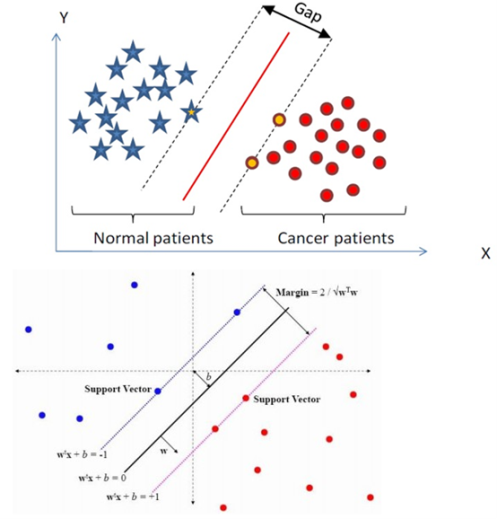 Y
Gap
Normal patients
Cancer patients
X
Margin = 2 / √wᵀw
b
Support Vector
Support Vector
w
wᵗx + b = -1
wᵗx + b = 0
wᵗx + b = +1